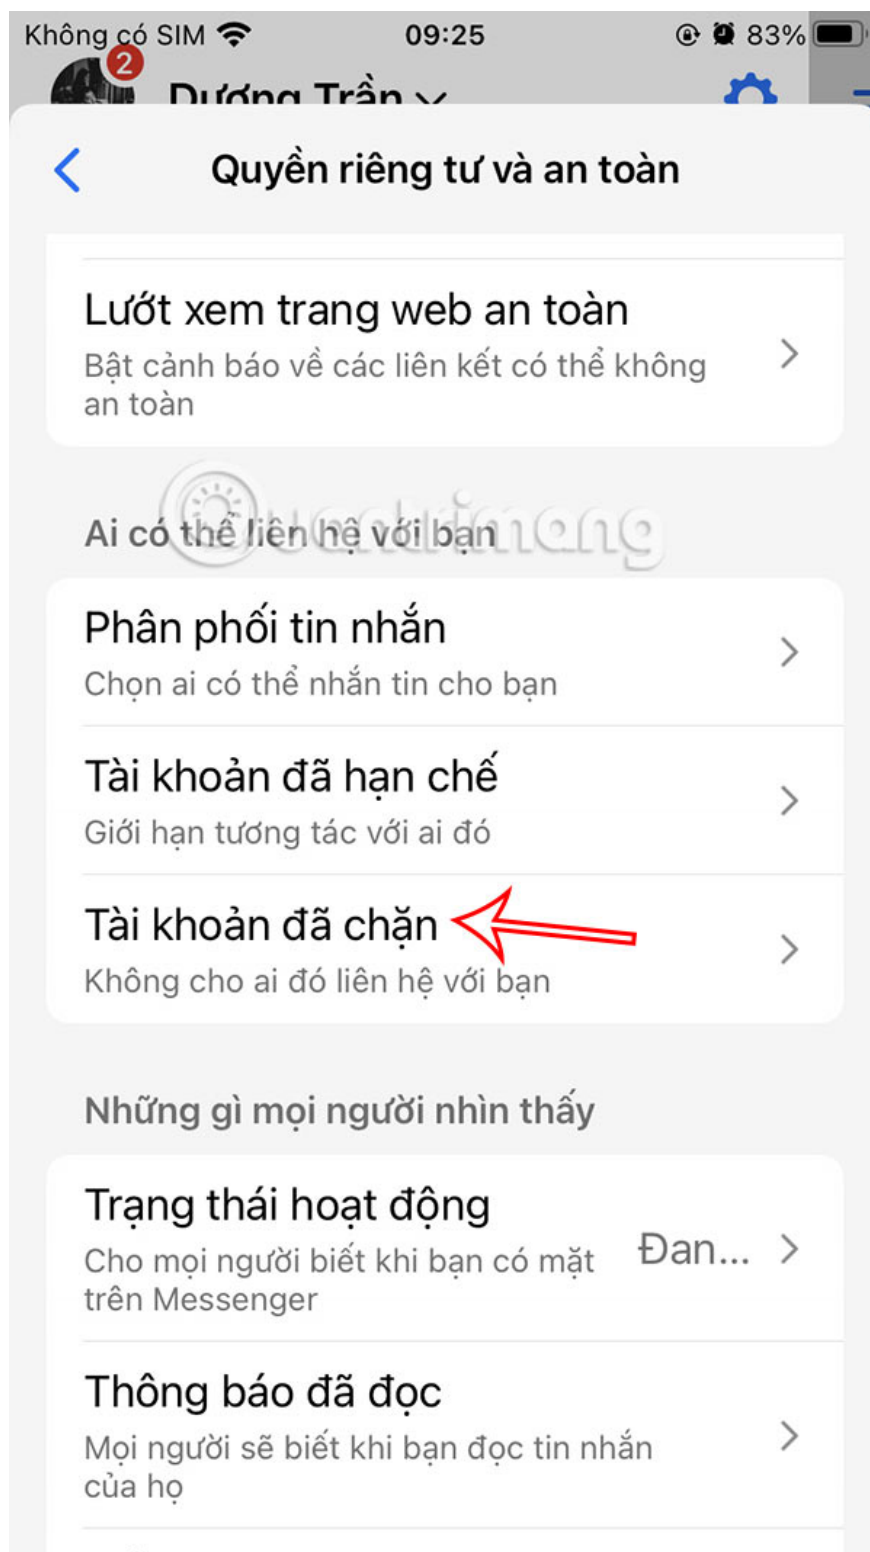 Không có SIM 09:25 83%
2
Dương Trần
Quyền riêng tư và an toàn
Lướt xem trang web an toàn
Bật cảnh báo về các liên kết có thể không
an toàn
Quantrimang
Ai có thể liên hệ với bạn
Phân phối tin nhắn
Chọn ai có thể nhắn tin cho bạn
Tài khoản đã hạn chế
Giới hạn tương tác với ai đó
Tài khoản đã chặn
Không cho ai đó liên hệ với bạn
Những gì mọi người nhìn thấy
Trạng thái hoạt động
Cho mọi người biết khi bạn có mặt Đan...
trên Messenger
Thông báo đã đọc
Mọi người sẽ biết khi bạn đọc tin nhắn
của họ